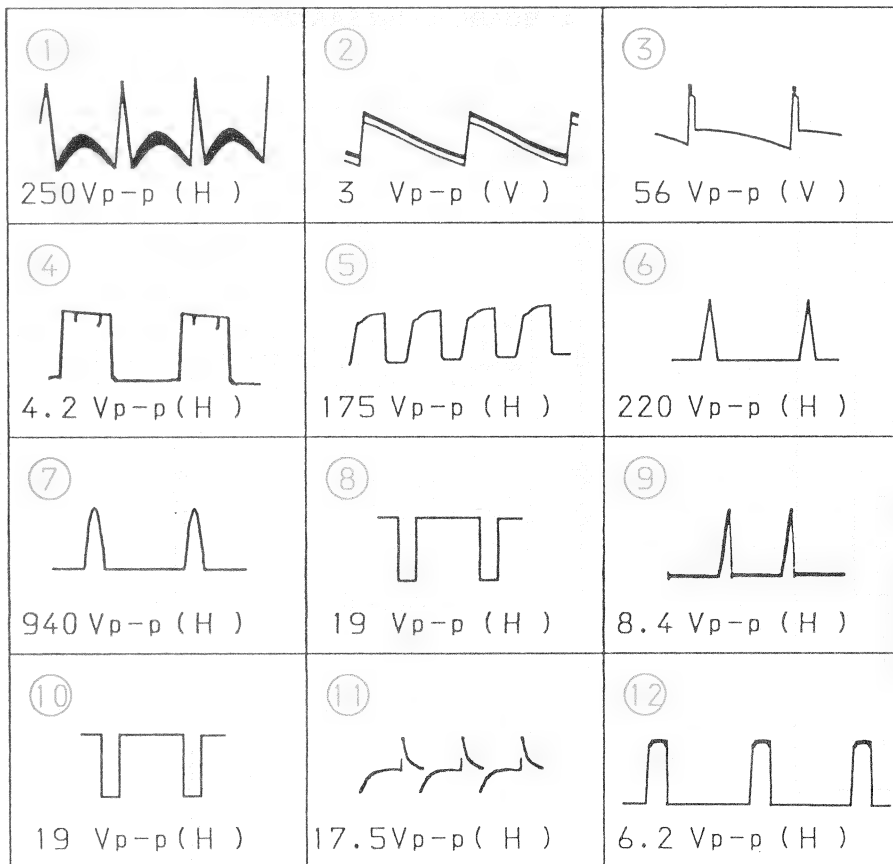 1 2 3
250Vp-p (H) 3 Vp-p (V) 56 Vp-p (V)
4 5 6
4.2 Vp-p(H) 175 Vp-p (H) 220 Vp-p (H)
7 8 9
940 Vp-p (H) 19 Vp-p (H) 8.4 Vp-p (H)
10 11 12
19 Vp-p(H) 17.5Vp-p (H) 6.2 Vp-p(H)